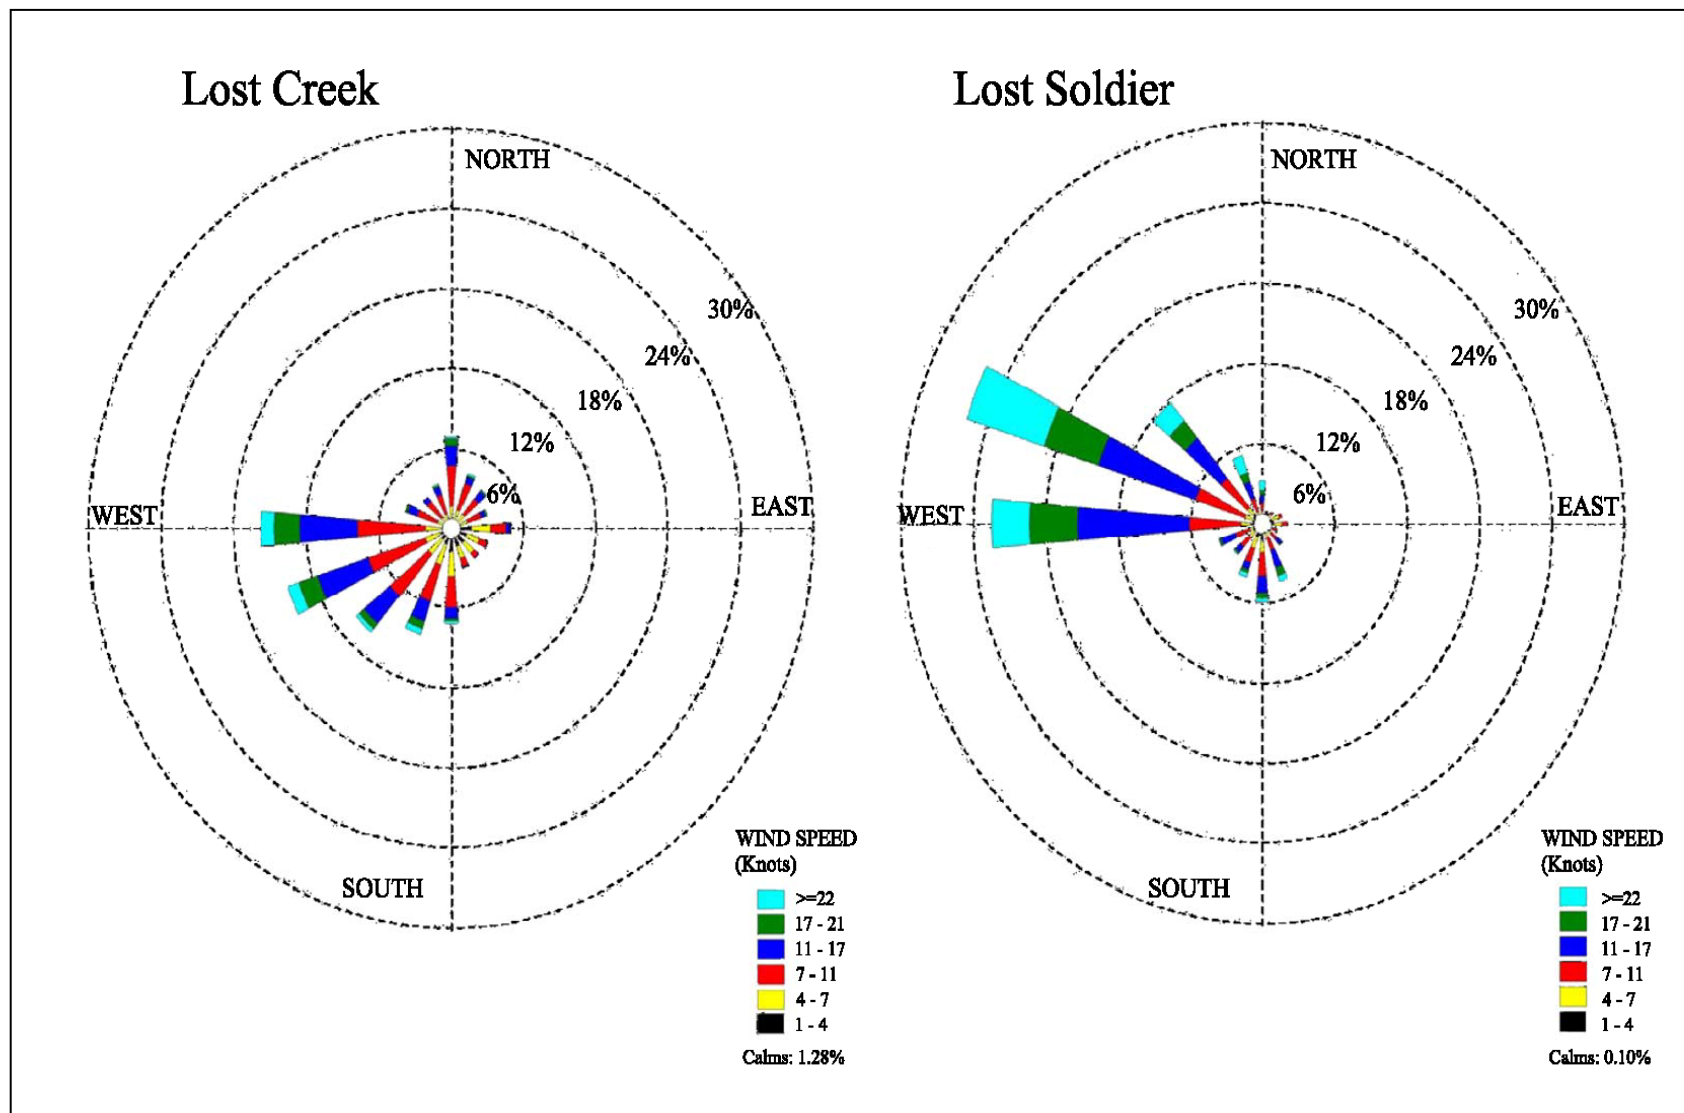 Lost Creek
NORTH
30%
24%
18%
12%
6%
WEST
EAST
SOUTH
WIND SPEED
(Knots)
>=22
17 - 21
11 - 17
7 - 11
4 - 7
1 - 4
Calms: 1.28%
Lost Soldier
NORTH
30%
24%
18%
12%
6%
WEST
EAST
SOUTH
WIND SPEED
(Knots)
>=22
17 - 21
11 - 17
7 - 11
4 - 7
1 - 4
Calms: 0.10%